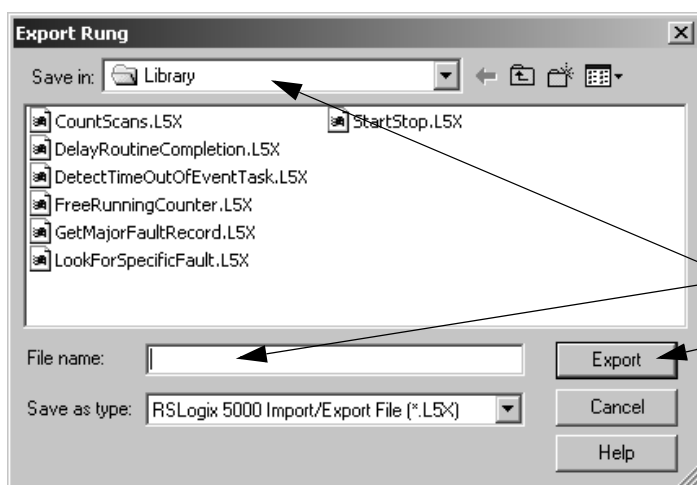 Export Rung
Save in: Library
CountScans.L5X
StartStop.L5X
DelayRoutineCompletion.L5X
DetectTimeOutOfEventTask.L5X
FreeRunningCounter.L5X
GetMajorFaultRecord.L5X
LookForSpecificFault.L5X
File name:
Export
Save as type: RSLogix 5000 Import/Export File (*.L5X)
Cancel
Help